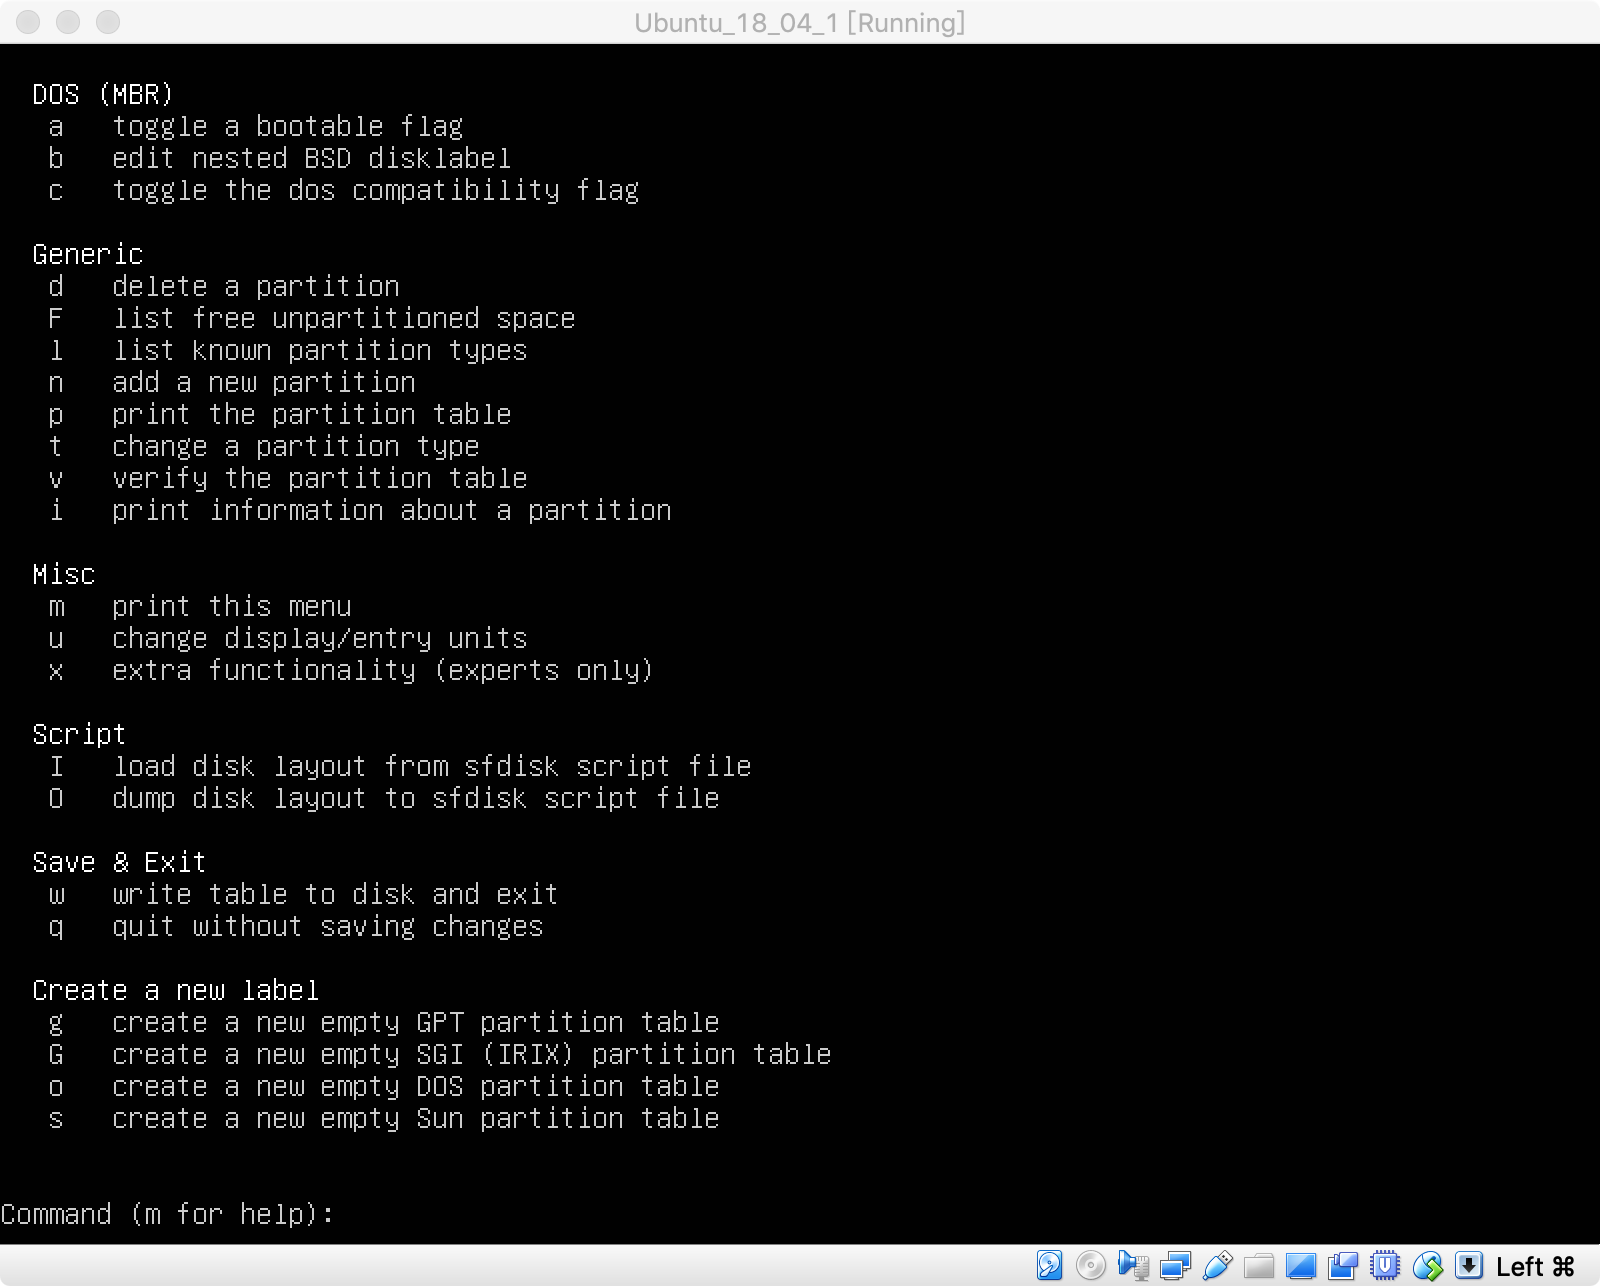 Ubuntu_18_04_1 [Running]
DOS (MBR)
a   toggle a bootable flag
b   edit nested BSD disklabel
c   toggle the dos compatibility flag
Generic
d   delete a partition
F   list free unpartitioned space
l   list known partition types
n   add a new partition
p   print the partition table
t   change a partition type
v   verify the partition table
i   print information about a partition
Misc
m   print this menu
u   change display/entry units
x   extra functionality (experts only)
Script
I   load disk layout from sfdisk script file
O   dump disk layout to sfdisk script file
Save & Exit
w   write table to disk and exit
q   quit without saving changes
Create a new label
g   create a new empty GPT partition table
G   create a new empty SGI (IRIX) partition table
o   create a new empty DOS partition table
s   create a new empty Sun partition table
Command (m for help):
Left ⌘